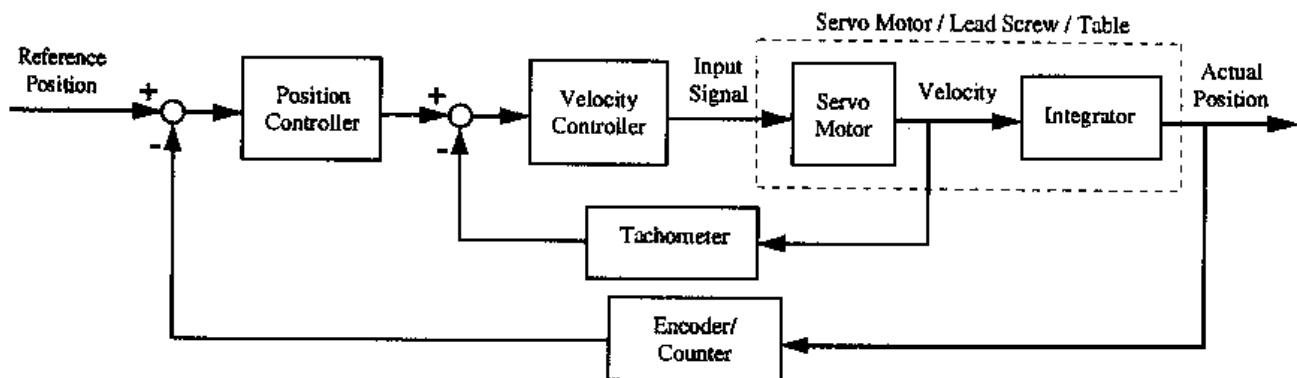 Servo Motor / Lead Screw / Table
Reference
Position
+
-
Position
Controller
+
-
Velocity
Controller
Input
Signal
Servo
Motor
Velocity
Integrator
Actual
Position
Tachometer
Encoder/
Counter